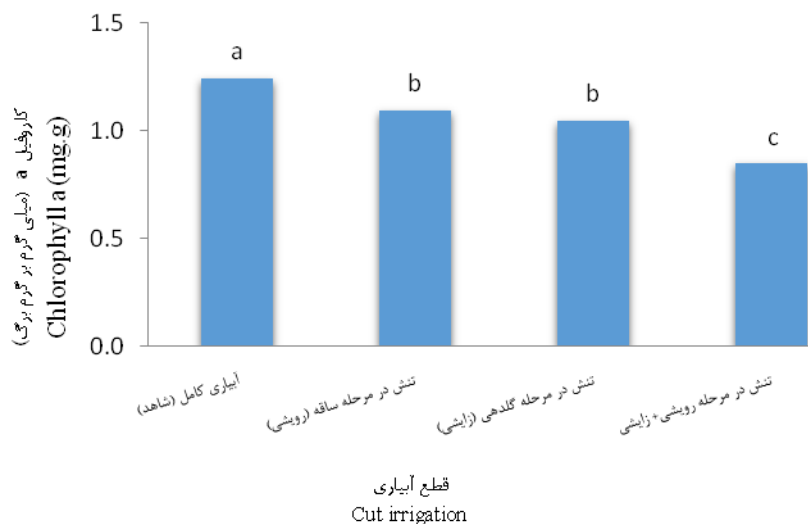 کاروفیل a (میلی گرم بر گرم برگ)
Chlorophyll a (mg.g)
1.5
1.0
0.5
0.0
a
b
b
c
آبیاری کامل (شاهد)
تنش در مرحله ساقه (رویشی)
تنش در مرحله گلدهی (زایشی)
تنش در مرحله رویشی+زایشی
قطع آبیاری
Cut irrigation